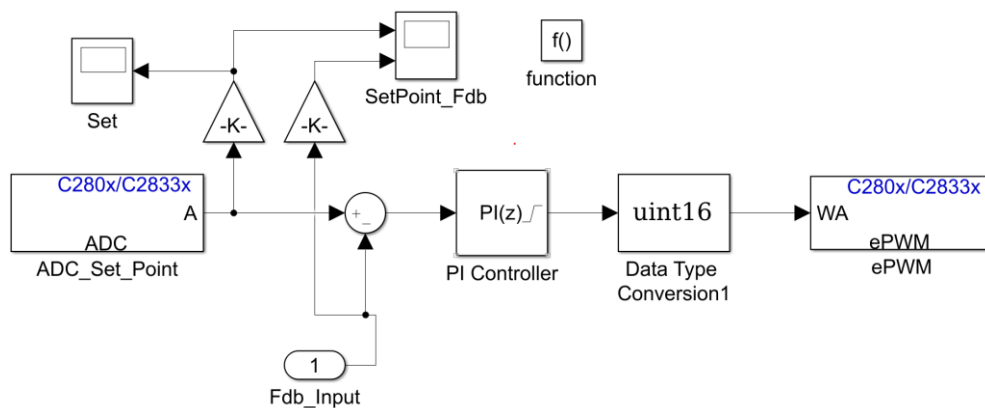 f()
function
Set
SetPoint_Fdb
-K-
-K-
C280x/C2833x
A
ADC
ADC_Set_Point
+
–
PI(z)
PI Controller
uint16
Data Type
Conversion1
C280x/C2833x
WA
ePWM
ePWM
1
Fdb_Input